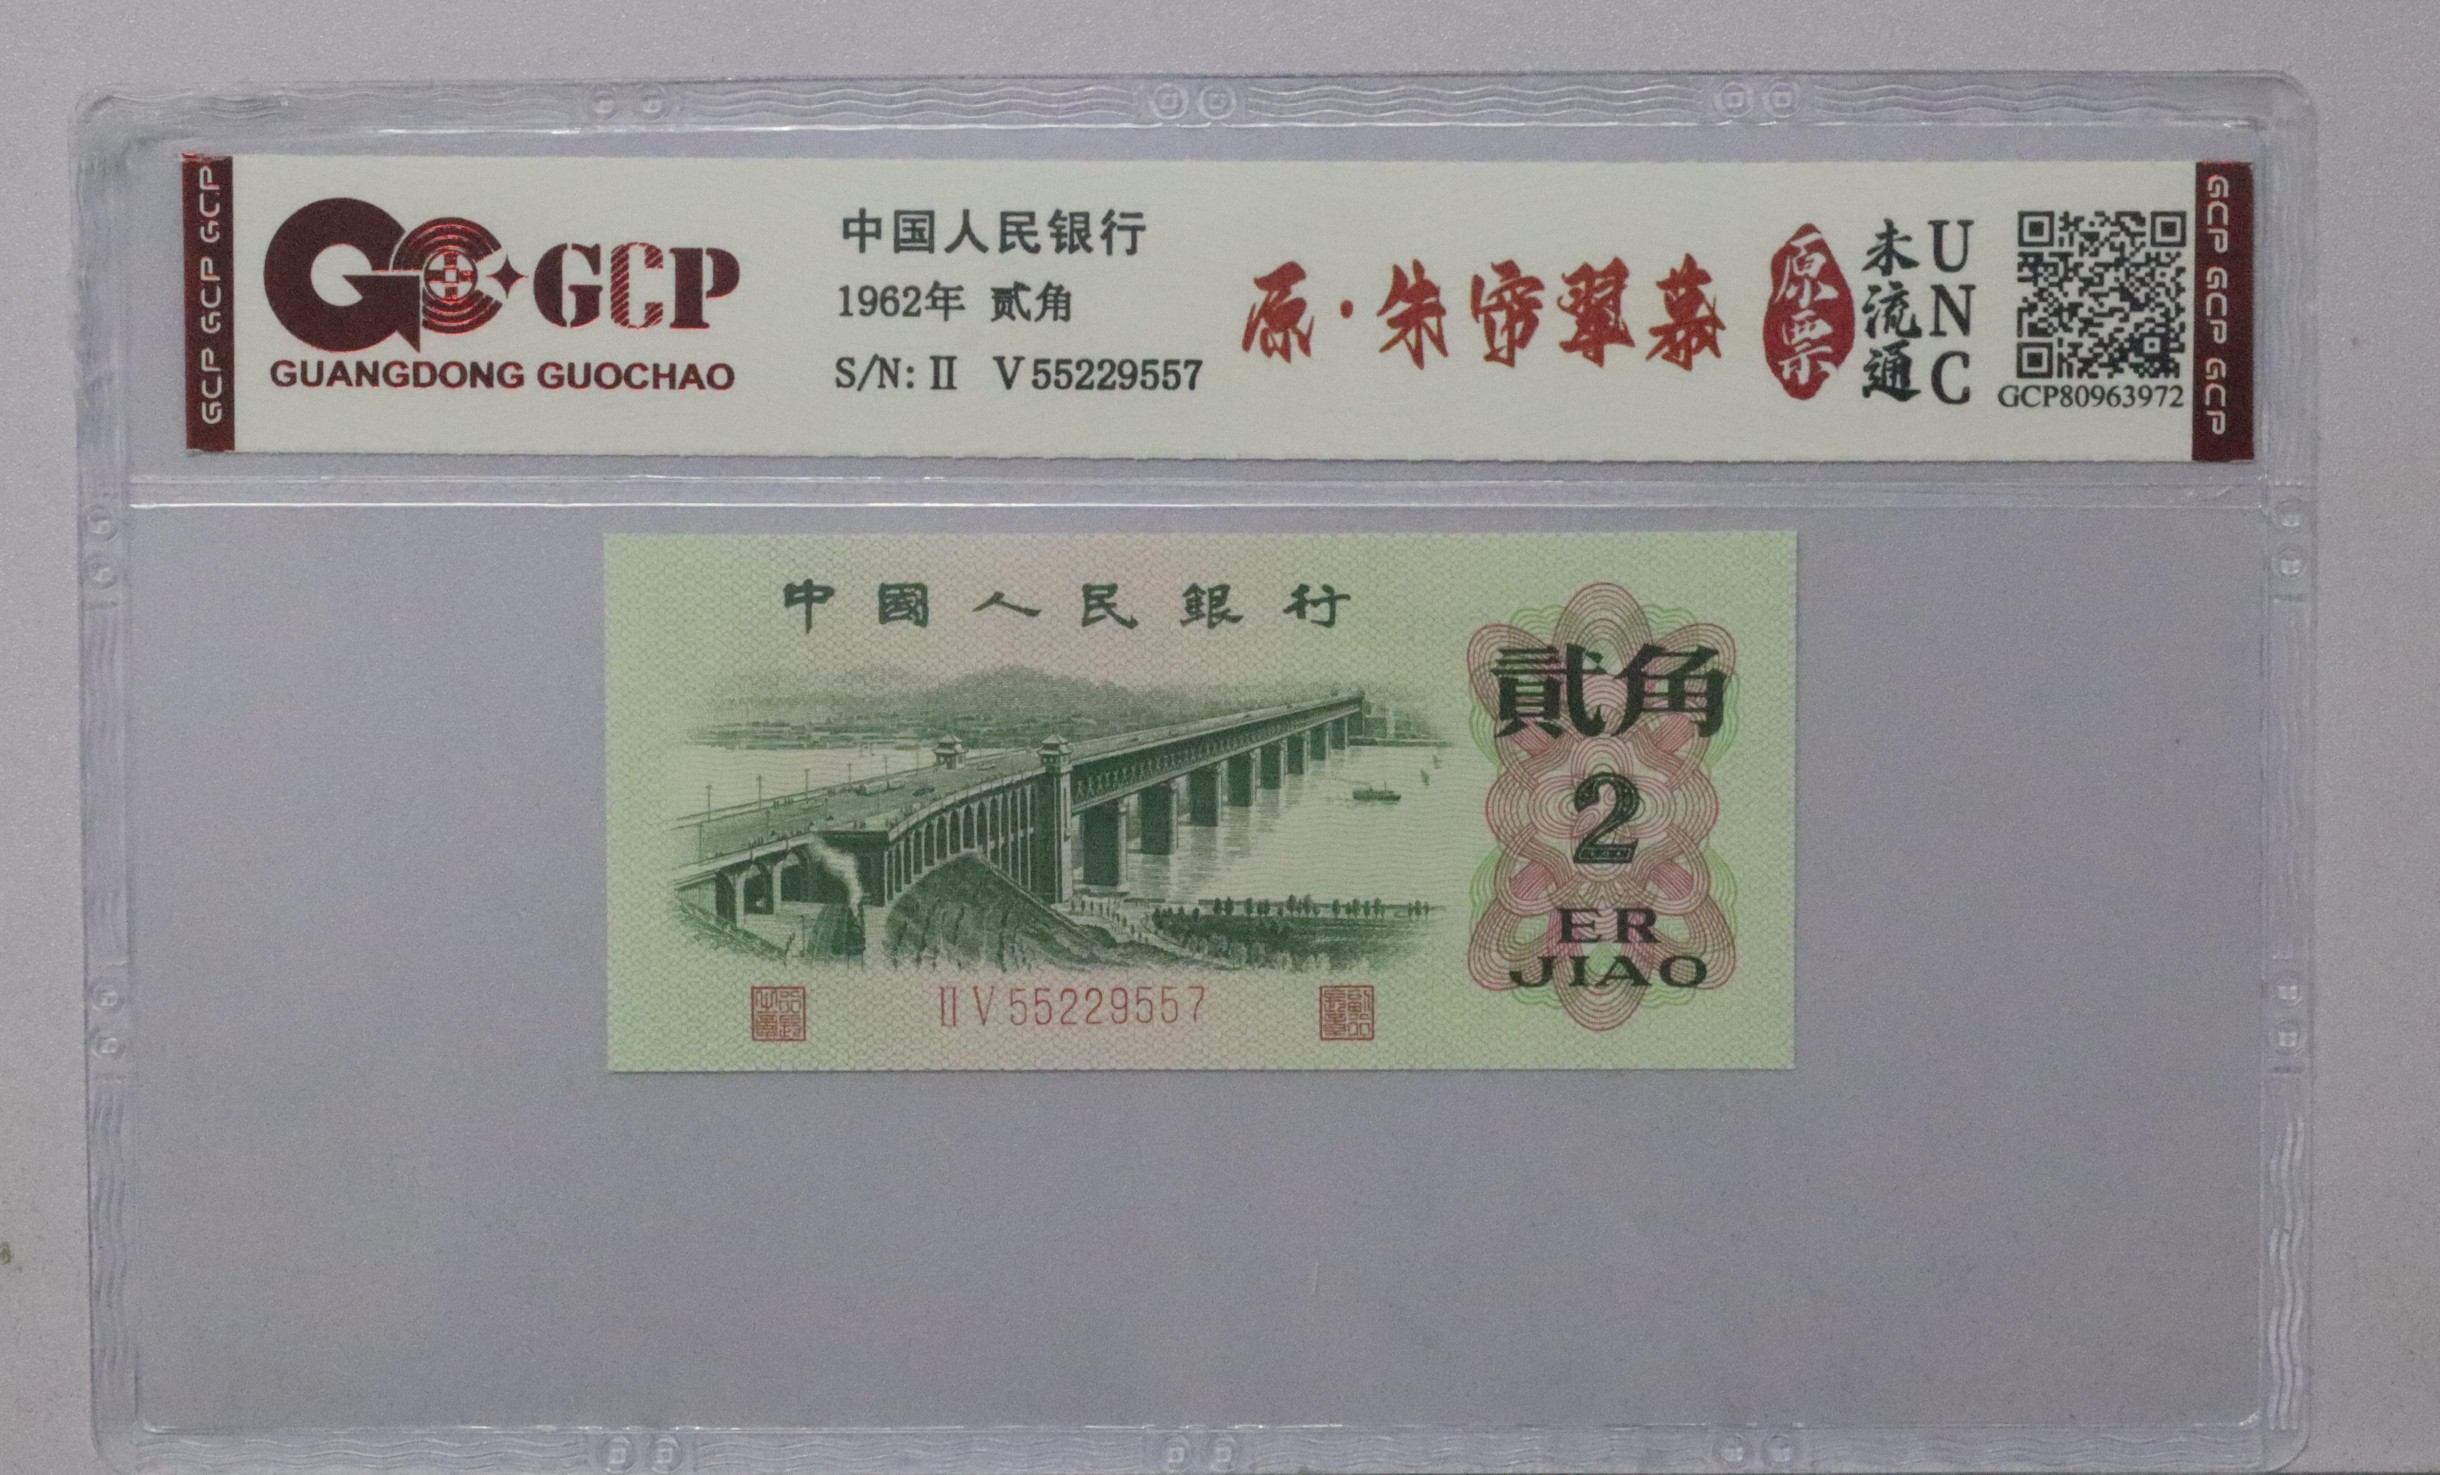 GCP GCP GCP
GCP
GUANGDONG GUOCHAO
中国人民银行
1962年 贰角
S/N: II V 55229557
原·朱帘翠幕
原票
未流通
UNC
GCP80963972
GCP GCP GCP
中國人民銀行
貳角
2
ER
JIAO
II V 55229557